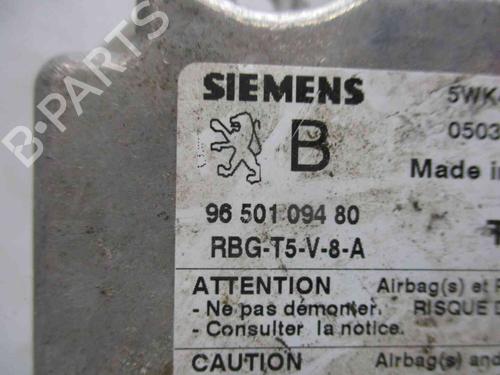 B-PARTS
SIEMENS 5WK
B 0503
Made in
96 501 094 80
RBG-T5-V-8-A
ATTENTION Airbag(s) et
- Ne pas démonter. RISQUE
- Consulter la notice.
CAUTION Airbag(s) and